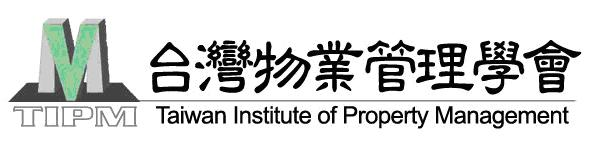 台灣物業管理學會
TIPM
Taiwan Institute of Property Management